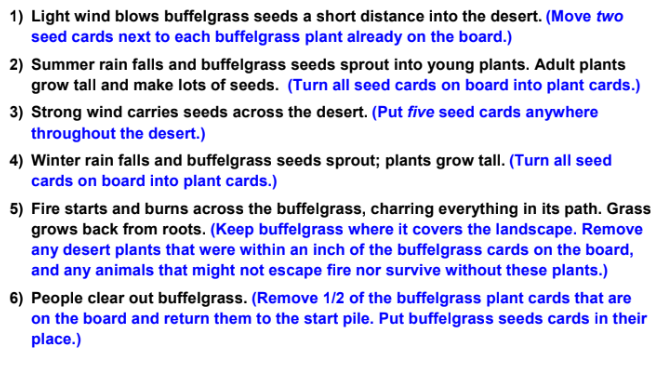 1) Light wind blows buffelgrass seeds a short distance into the desert. (Move two
seed cards next to each buffelgrass plant already on the board.)
2) Summer rain falls and buffelgrass seeds sprout into young plants. Adult plants
grow tall and make lots of seeds. (Turn all seed cards on board into plant cards.)
3) Strong wind carries seeds across the desert. (Put five seed cards anywhere
throughout the desert.)
4) Winter rain falls and buffelgrass seeds sprout; plants grow tall. (Turn all seed
cards on board into plant cards.)
5) Fire starts and burns across the buffelgrass, charring everything in its path. Grass
grows back from roots. (Keep buffelgrass where it covers the landscape. Remove
any desert plants that were within an inch of the buffelgrass cards on the board,
and any animals that might not escape fire nor survive without these plants.)
6) People clear out buffelgrass. (Remove 1/2 of the buffelgrass plant cards that are
on the board and return them to the start pile. Put buffelgrass seeds cards in their
place.)